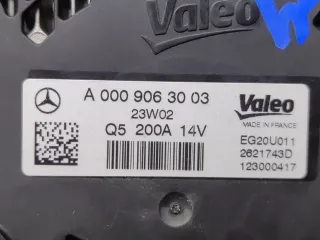 Valeo
A 000 906 30 03
23W02
Q5 200A 14V
Valeo
MADE IN FRANCE
EG20U011
2621743D
123000417